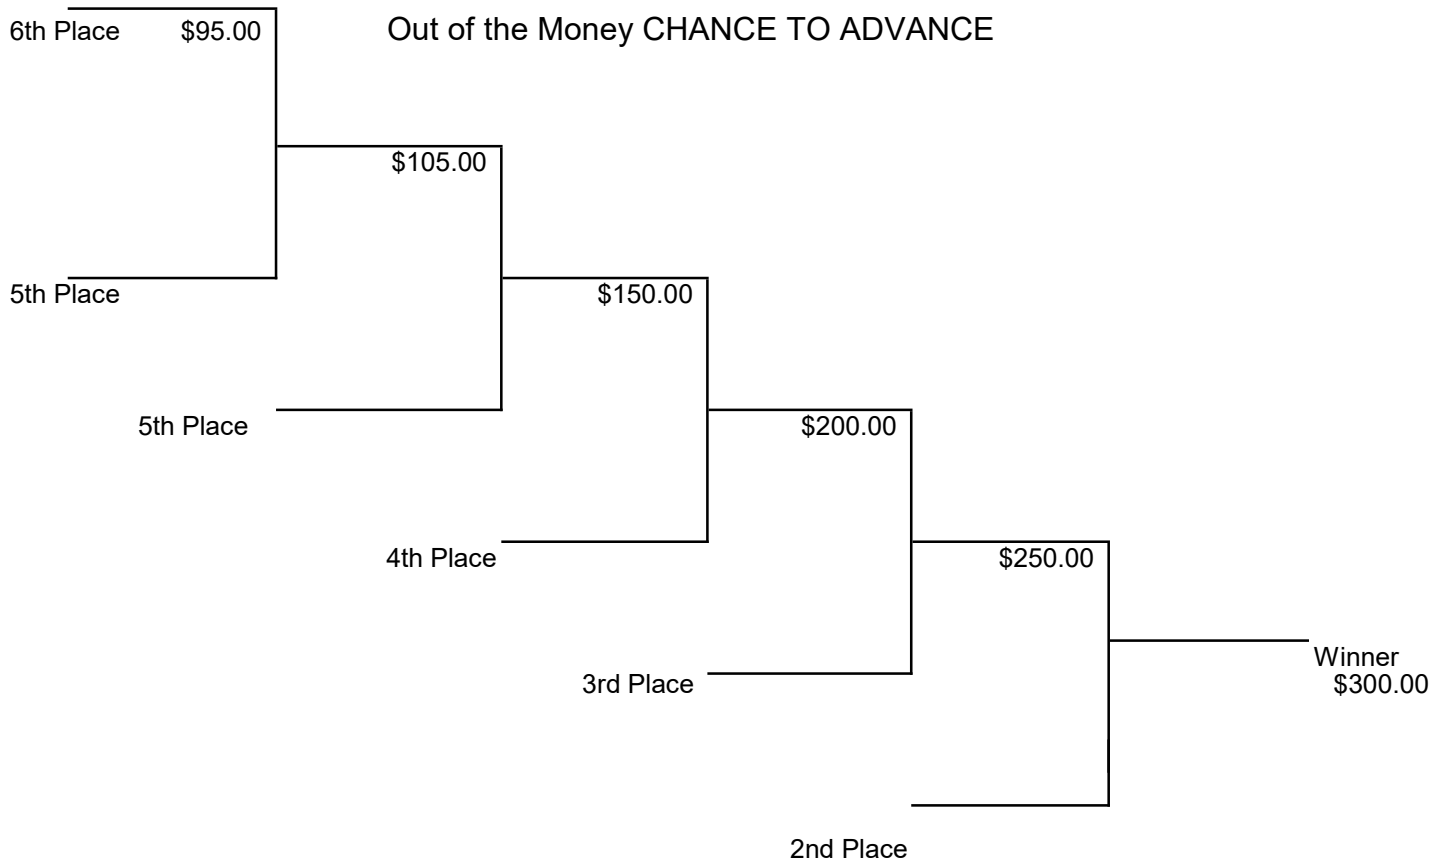 6th Place $95.00 Out of the Money CHANCE TO ADVANCE
$105.00
5th Place $150.00
5th Place $200.00
4th Place $250.00
Winner
3rd Place $300.00
2nd Place